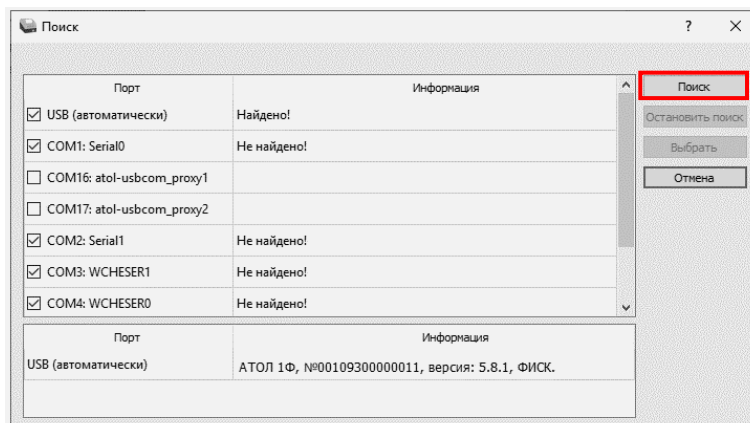 Поиск
? ×
Порт Информация
USB (автоматически) Найдено!
COM1: Serial0 Не найдено!
COM16: atol-usbcom_proxy1
COM17: atol-usbcom_proxy2
COM2: Serial1 Не найдено!
COM3: WCHESER1 Не найдено!
COM4: WCHESER0 Не найдено!
Поиск
Остановить поиск
Выбрать
Отмена
Порт Информация
USB (автоматически) АТОЛ 1Ф, №00109300000011, версия: 5.8.1, ФИСК.